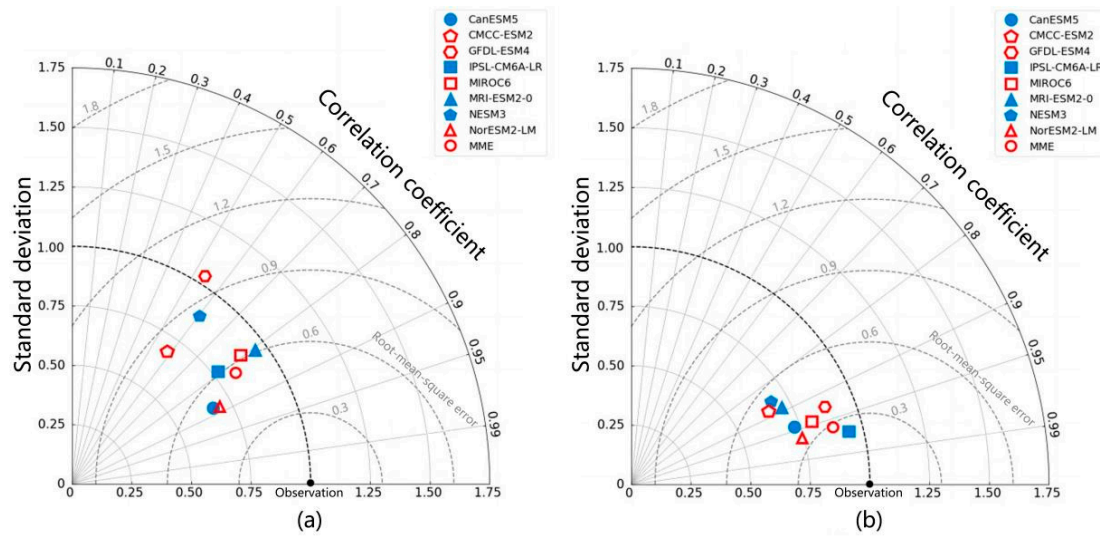 CanESM5
CMCC-ESM2
GFDL-ESM4
IPSL-CM6A-LR
MIROC6
MRI-ESM2-0
NESM3
NorESM2-LM
MME
Standard deviation
1.75
1.50
1.25
1.00
0.75
0.50
0.25
0
0
0.25
0.50
0.75
Observation
1.25
1.50
1.75
0.1
0.2
0.3
0.4
0.5
0.6
0.7
0.8
0.9
0.95
0.99
Correlation coefficient
1.8
1.5
1.2
0.9
0.6
0.3
Root-mean-square error
(a)
CanESM5
CMCC-ESM2
GFDL-ESM4
IPSL-CM6A-LR
MIROC6
MRI-ESM2-0
NESM3
NorESM2-LM
MME
Standard deviation
1.75
1.50
1.25
1.00
0.75
0.50
0.25
0
0
0.25
0.50
0.75
Observation
1.25
1.50
1.75
0.1
0.2
0.3
0.4
0.5
0.6
0.7
0.8
0.9
0.95
0.99
Correlation coefficient
1.8
1.5
1.2
0.9
0.6
0.3
Root-mean-square error
(b)